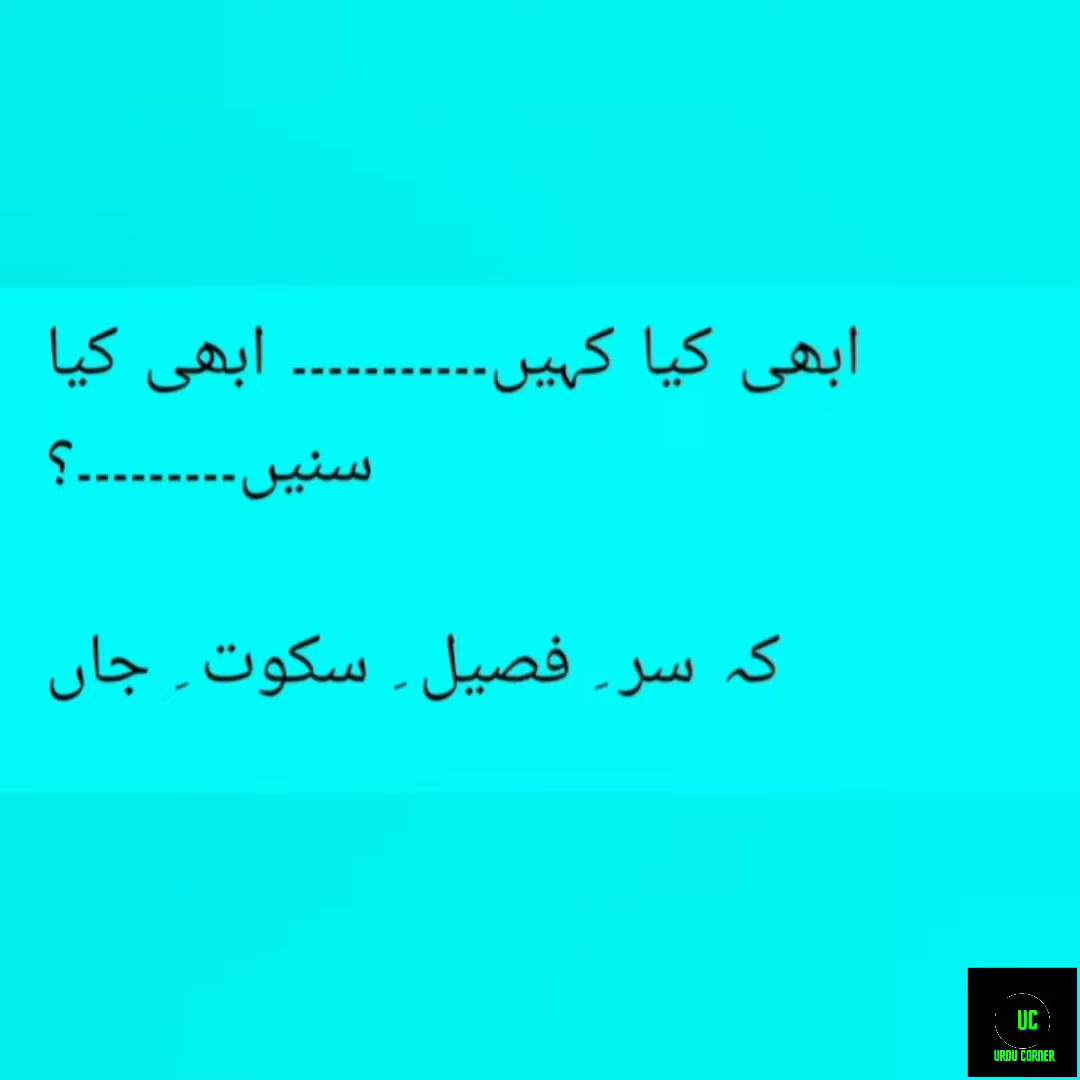 ابھی کیا کہیں----------- ابھی کیا
سنیں---------؟
کہ سر ِ فصیل ِ سکوت ِ جاں
UC
URDU CORNER